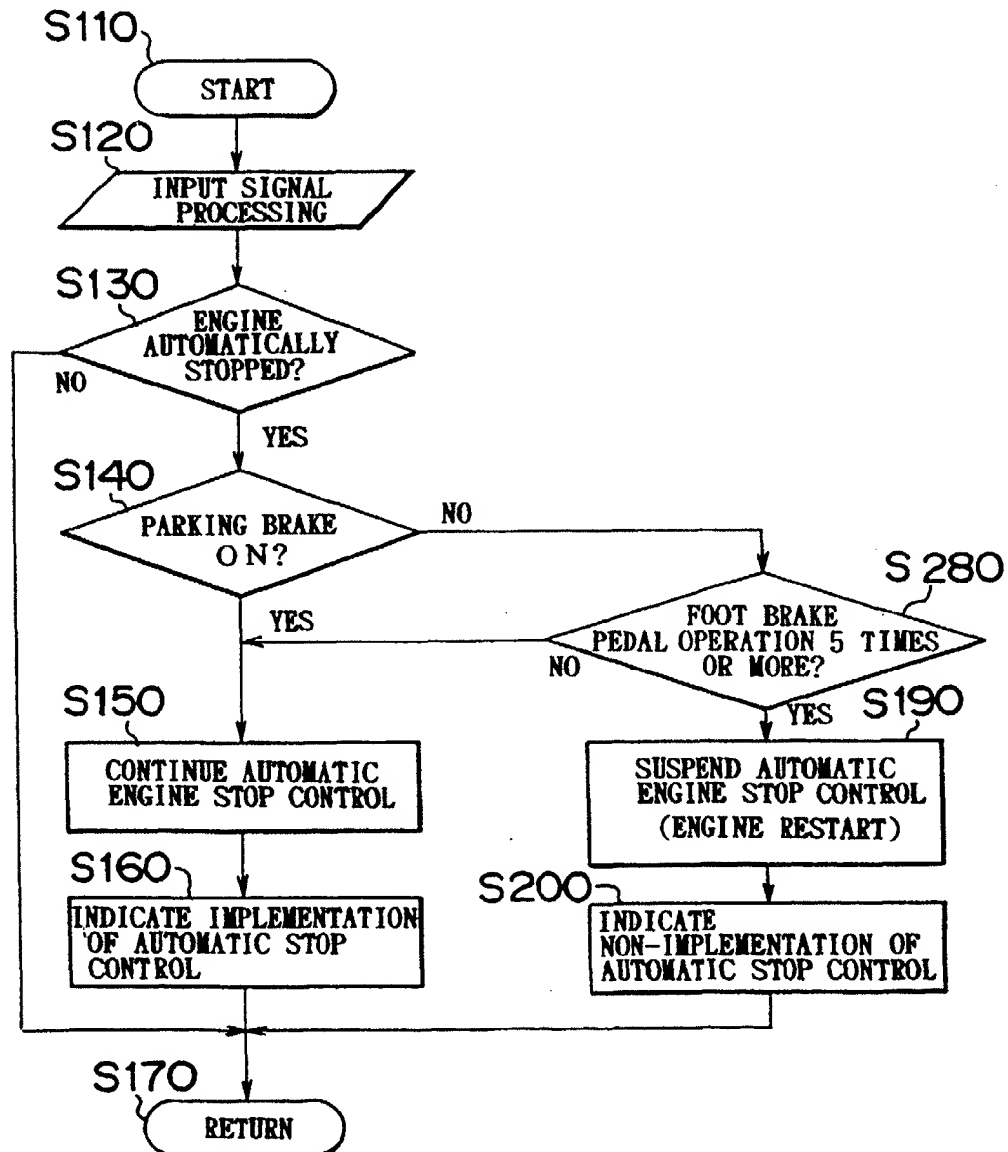 S110
START
S120
INPUT SIGNAL
PROCESSING
S130
ENGINE
AUTOMATICALLY
STOPPED?
NO
YES
S140
PARKING BRAKE
ON?
NO
YES
S280
FOOT BRAKE
PEDAL OPERATION 5 TIMES
OR MORE?
NO
YES
S150
CONTINUE AUTOMATIC
ENGINE STOP CONTROL
S190
SUSPEND AUTOMATIC
ENGINE STOP CONTROL
(ENGINE RESTART)
S160
INDICATE IMPLEMENTATION
OF AUTOMATIC STOP
CONTROL
S200
INDICATE
NON-IMPLEMENTATION OF
AUTOMATIC STOP CONTROL
S170
RETURN